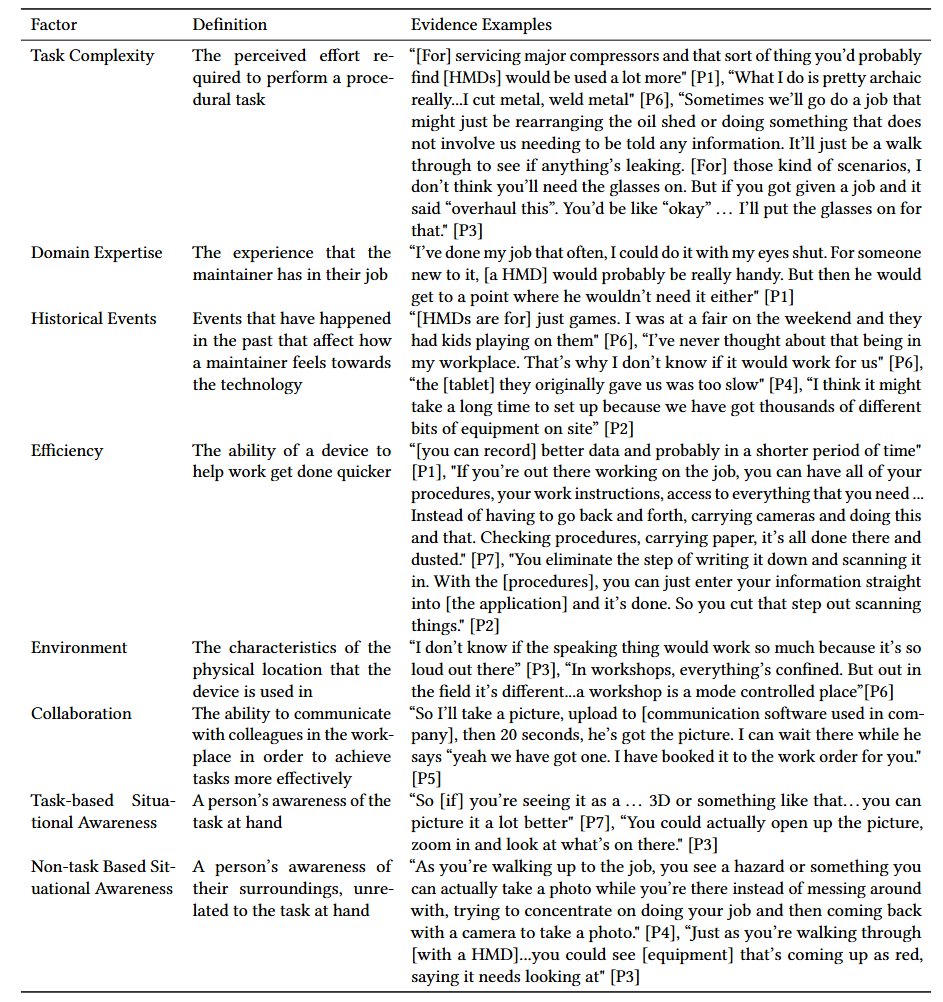 Factor Definition Evidence Examples
Task Complexity The perceived effort re- “[For] servicing major compressors and that sort of thing you’d probably
quired to perform a proce- find [HMDs] would be used a lot more" [P1], “What I do is pretty archaic
dural task really...I cut metal, weld metal" [P6], “Sometimes we’ll go do a job that
might just be rearranging the oil shed or doing something that does
not involve us needing to be told any information. It’ll just be a walk
through to see if anything’s leaking. [For] those kind of scenarios, I
don’t think you’ll need the glasses on. But if you got given a job and it
said “overhaul this”. You’d be like “okay” … I’ll put the glasses on for
that." [P3]
Domain Expertise The experience that the “I’ve done my job that often, I could do it with my eyes shut. For someone
maintainer has in their job new to it, [a HMD] would probably be really handy. But then he would
get to a point where he wouldn’t need it either" [P1]
Historical Events Events that have happened “[HMDs are for] just games. I was at a fair on the weekend and they
in the past that affect how had kids playing on them" [P6], “I’ve never thought about that being in
a maintainer feels towards my workplace. That’s why I don’t know if it would work for us" [P6],
the technology “the [tablet] they originally gave us was too slow" [P4], “I think it might
take a long time to set up because we have got thousands of different
bits of equipment on site” [P2]
Efficiency The ability of a device to “[you can record] better data and probably in a shorter period of time"
help work get done quicker [P1], "If you’re out there working on the job, you can have all of your
procedures, your work instructions, access to everything that you need ...
Instead of having to go back and forth, carrying cameras and doing this
and that. Checking procedures, carrying paper, it’s all done there and
dusted." [P7], "You eliminate the step of writing it down and scanning it
in. With the [procedures], you can just enter your information straight
into [the application] and it’s done. So you cut that step out scanning
things." [P2]
Environment The characteristics of the “I don’t know if the speaking thing would work so much because it’s so
physical location that the loud out there” [P3], “In workshops, everything’s confined. But out in
device is used in the field it’s different...a workshop is a mode controlled place”[P6]
Collaboration The ability to communicate “So I’ll take a picture, upload to [communication software used in com-
with colleagues in the work- pany], then 20 seconds, he’s got the picture. I can wait there while he
place in order to achieve says “yeah we have got one. I have booked it to the work order for you."
tasks more effectively [P5]
Task-based Situa- A person’s awareness of the “So [if] you’re seeing it as a … 3D or something like that…you can
tional Awareness task at hand picture it a lot better" [P7], “You could actually open up the picture,
zoom in and look at what’s on there." [P3]
Non-task Based Sit- A person’s awareness of “As you’re walking up to the job, you see a hazard or something you
uational Awareness their surroundings, unre- can actually take a photo while you’re there instead of messing around
lated to the task at hand with, trying to concentrate on doing your job and then coming back
with a camera to take a photo." [P4], “Just as you’re walking through
[with a HMD]...you could see [equipment] that’s coming up as red,
saying it needs looking at" [P3]